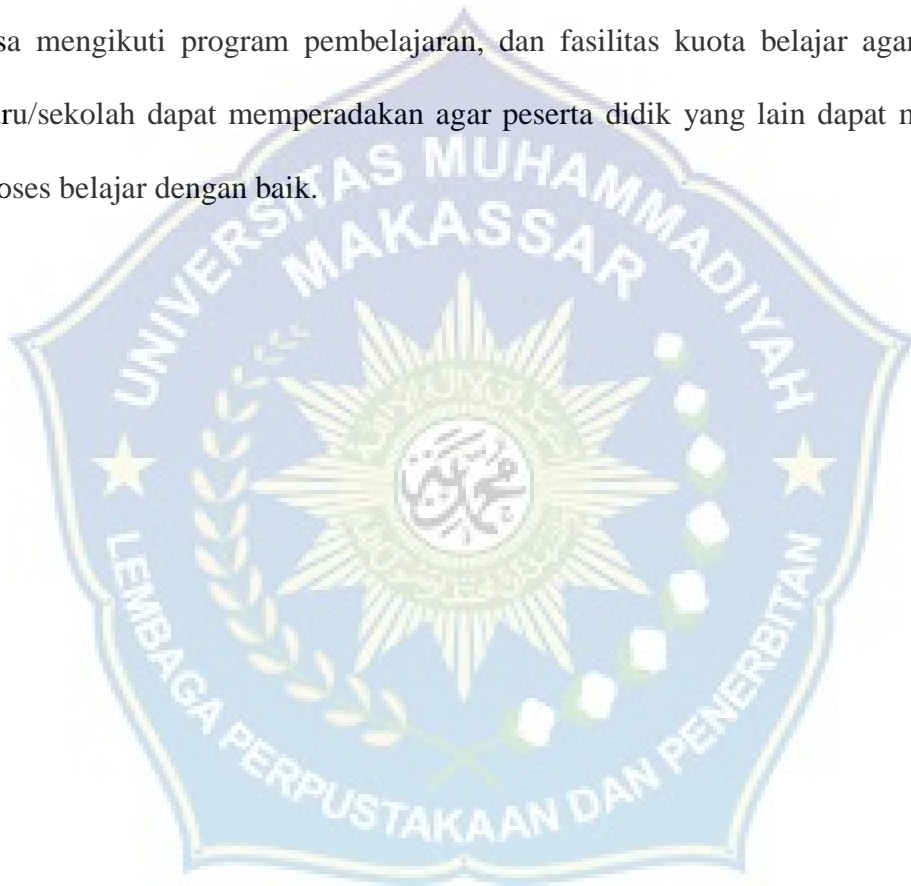 sa mengikuti program pembelajaran, dan fasilitas kuota belajar agar
ru/sekolah dapat memperadakan agar peserta didik yang lain dapat
oses belajar dengan baik.
UNIVERSITAS MUHAMMADIYAH
MAKASSAR
LEMBAGA PERPUSTAKAAN DAN PENERBITAN